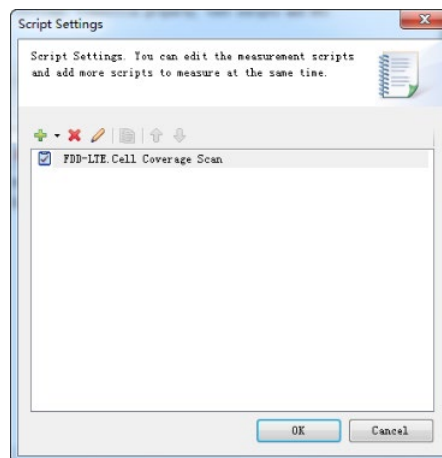 Script Settings
Script Settings. You can edit the measurement scripts
and add more scripts to measure at the same time.
FDD-LTE.Cell Coverage Scan
OK
Cancel